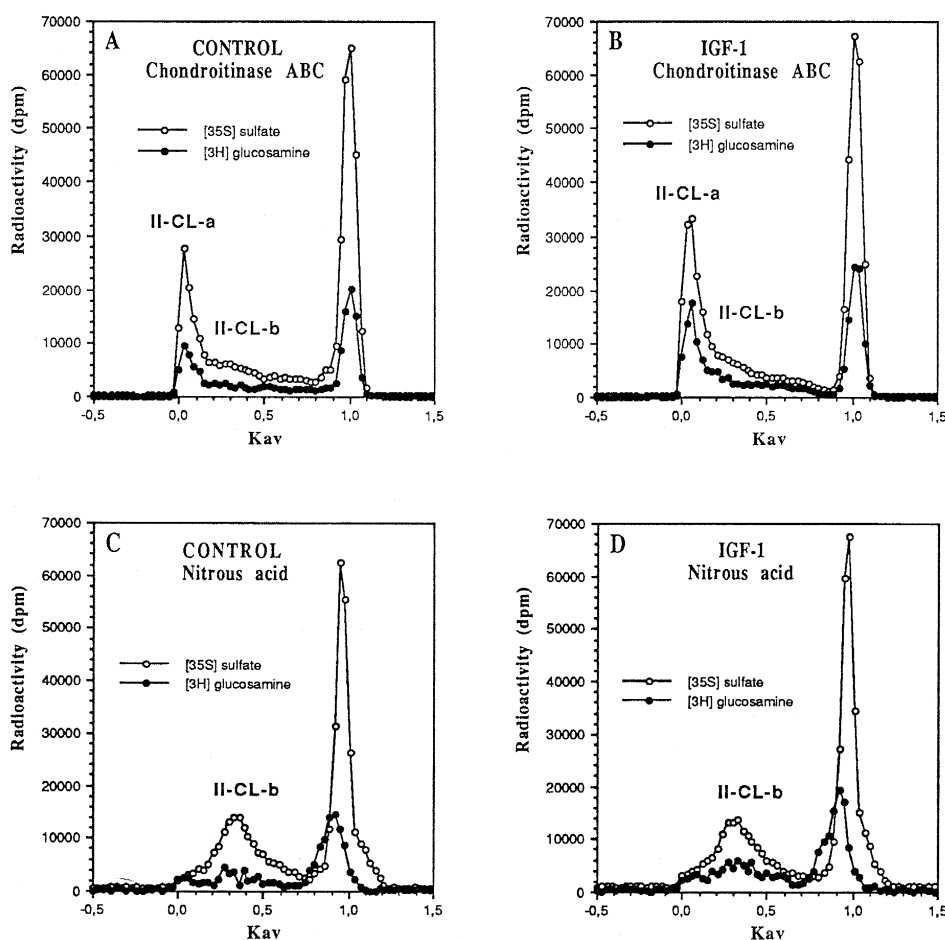 A
CONTROL
Chondroitinase ABC
[35S] sulfate
[3H] glucosamine
II-CL-a
II-CL-b
Radioactivity (dpm)
70000
60000
50000
40000
30000
20000
10000
0
-0,5
0,0
0,5
1,0
1,5
Kav
B
IGF-1
Chondroitinase ABC
[35S] sulfate
[3H] glucosamine
II-CL-a
II-CL-b
Radioactivity (dpm)
70000
60000
50000
40000
30000
20000
10000
0
-0,5
0,0
0,5
1,0
1,5
Kav
C
CONTROL
Nitrous acid
[35S] sulfate
[3H] glucosamine
II-CL-b
Radioactivity (dpm)
70000
60000
50000
40000
30000
20000
10000
0
-0,5
0,0
0,5
1,0
1,5
Kav
D
IGF-1
Nitrous acid
[35S] sulfate
[3H] glucosamine
II-CL-b
Radioactivity (dpm)
70000
60000
50000
40000
30000
20000
10000
0
-0,5
0,0
0,5
1,0
1,5
Kav